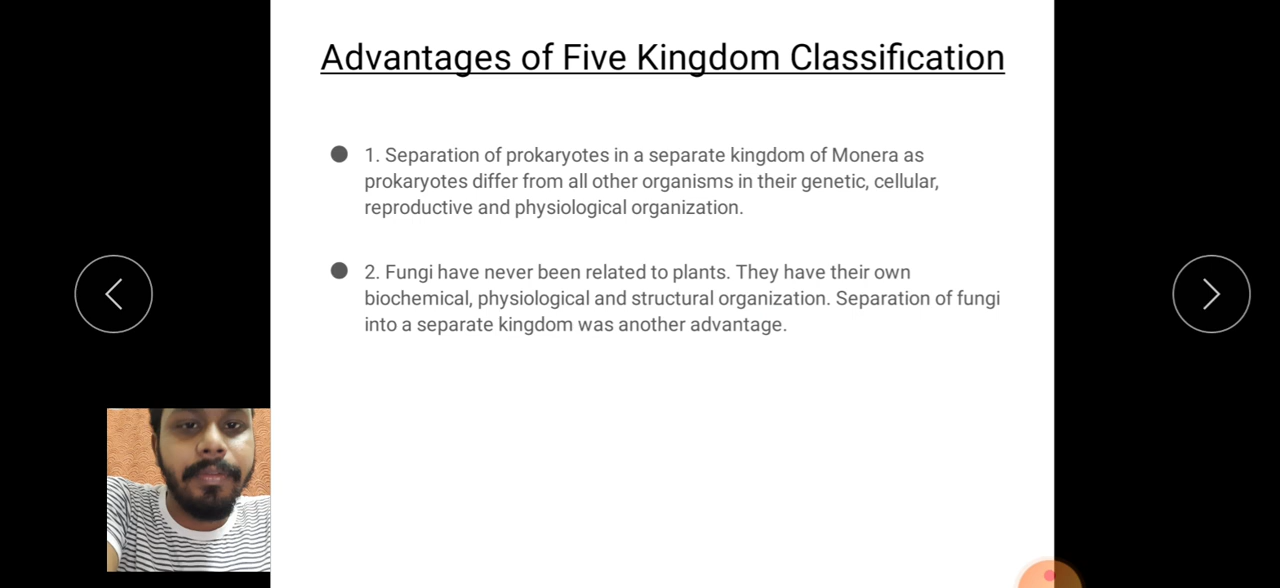 Advantages of Five Kingdom Classification
1. Separation of prokaryotes in a separate kingdom of Monera as
prokaryotes differ from all other organisms in their genetic, cellular,
reproductive and physiological organization.
2. Fungi have never been related to plants. They have their own
biochemical, physiological and structural organization. Separation of fungi
into a separate kingdom was another advantage.